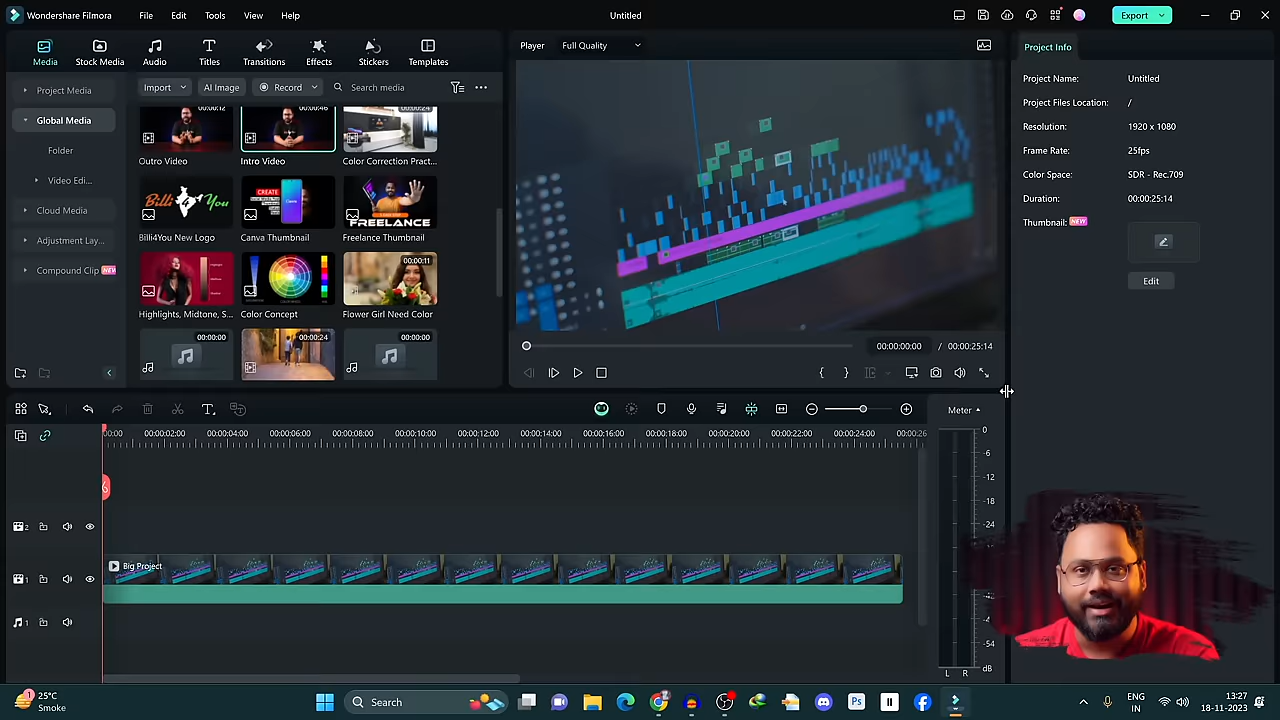 Wondershare Filmora
File
Edit
Tools
View
Help
Untitled
Export
Media
Stock Media
Audio
Titles
Transitions
Effects
Stickers
Templates
Player
Full Quality
Project Info
Project Media
Import
AI Image
Record
Search media
Global Media
Folder
Video Edi...
Cloud Media
Adjustment Lay...
Compound Clip NEW
00:00:12
00:00:46
00:00:24
Outro Video
Intro Video
Color Correction Pract...
Billi4You
CREATE
FREELANCE
Billi4You New Logo
Canva Thumbnail
Freelance Thumbnail
00:00:11
Highlights, Midtone, S...
Color Concept
Flower Girl Need Color
00:00:00
00:00:24
00:00:00
Project Name:
Untitled
Project Files Location:
/
Resolution:
1920 x 1080
Frame Rate:
25fps
Color Space:
SDR - Rec.709
Duration:
00:00:25:14
Thumbnail: NEW
Edit
00:00:00:00
/ 00:00:25:14
Meter
00:00
00:00:02:00
00:00:04:00
00:00:06:00
00:00:08:00
00:00:10:00
00:00:12:00
00:00:14:00
00:00:16:00
00:00:18:00
00:00:20:00
00:00:22:00
00:00:24:00
00:00:26
0
-6
-12
-18
-24
-54
dB
L R
2
1
1
Big Project
25°C
Smoke
Search
Ps
ENG
IN
13:27
18-11-2023